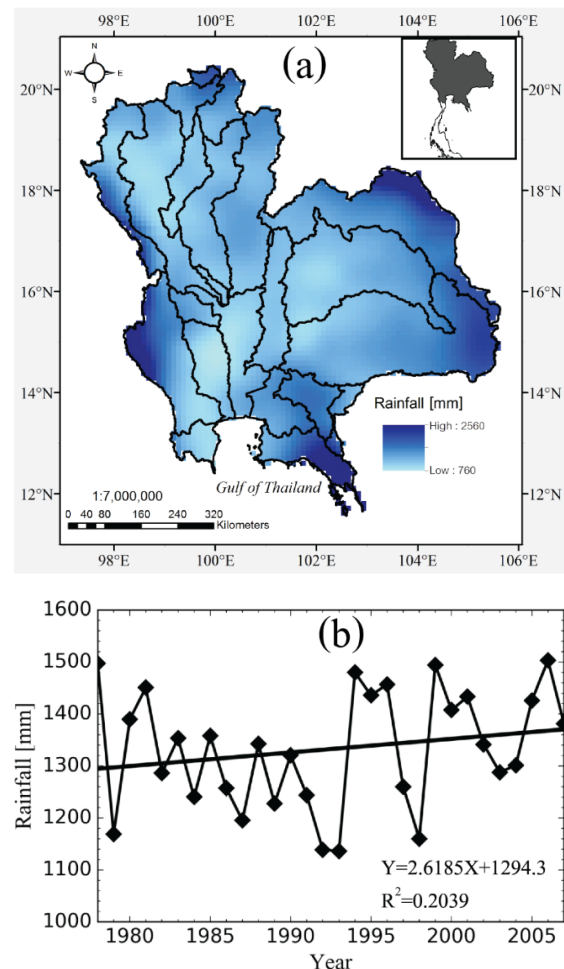 98°E 100°E 102°E 104°E 106°E
(a)
N
W E
S
20°N 20°N
18°N 18°N
16°N 16°N
14°N 14°N
12°N 12°N
Rainfall [mm]
High : 2560
Low : 760
Gulf of Thailand
1:7,000,000
0 40 80 160 240 320
Kilometers
98°E 100°E 102°E 104°E 106°E
(b)
1600
1500
1400
1300
1200
1100
1000
900
Rainfall [mm]
Y=2.6185X+1294.3
R²=0.2039
1980 1985 1990 1995 2000 2005
Year